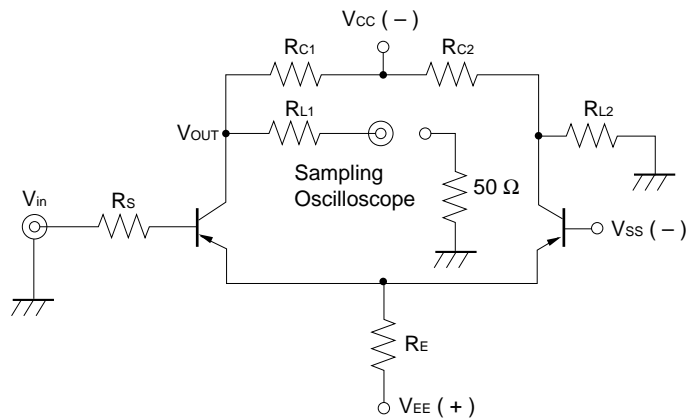 VCC (−)
RC1
RC2
VOUT
RL1
RL2
Sampling
Oscilloscope
50 Ω
Vin
RS
VSS (−)
RE
VEE (+)